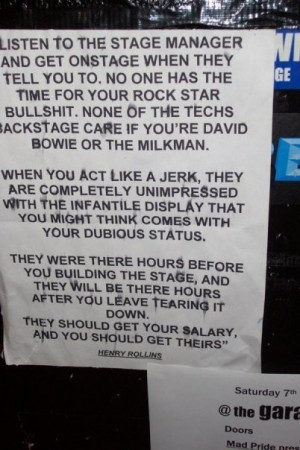 LISTEN TO THE STAGE MANAGER
AND GET ONSTAGE WHEN THEY
TELL YOU TO. NO ONE HAS THE
TIME FOR YOUR ROCK STAR
BULLSHIT. NONE OF THE TECHS
BACKSTAGE CARE IF YOU'RE DAVID
BOWIE OR THE MILKMAN.
WHEN YOU ACT LIKE A JERK, THEY
ARE COMPLETELY UNIMPRESSED
WITH THE INFANTILE DISPLAY THAT
YOU MIGHT THINK COMES WITH
YOUR DUBIOUS STATUS.
THEY WERE THERE HOURS BEFORE
YOU BUILDING THE STAGE, AND
THEY WILL BE THERE HOURS
AFTER YOU LEAVE TEARING IT
DOWN.
THEY SHOULD GET YOUR SALARY,
AND YOU SHOULD GET THEIRS"
HENRY ROLLINS
GE
Saturday 7th
@ the gara
Doors
Mad Pride pres